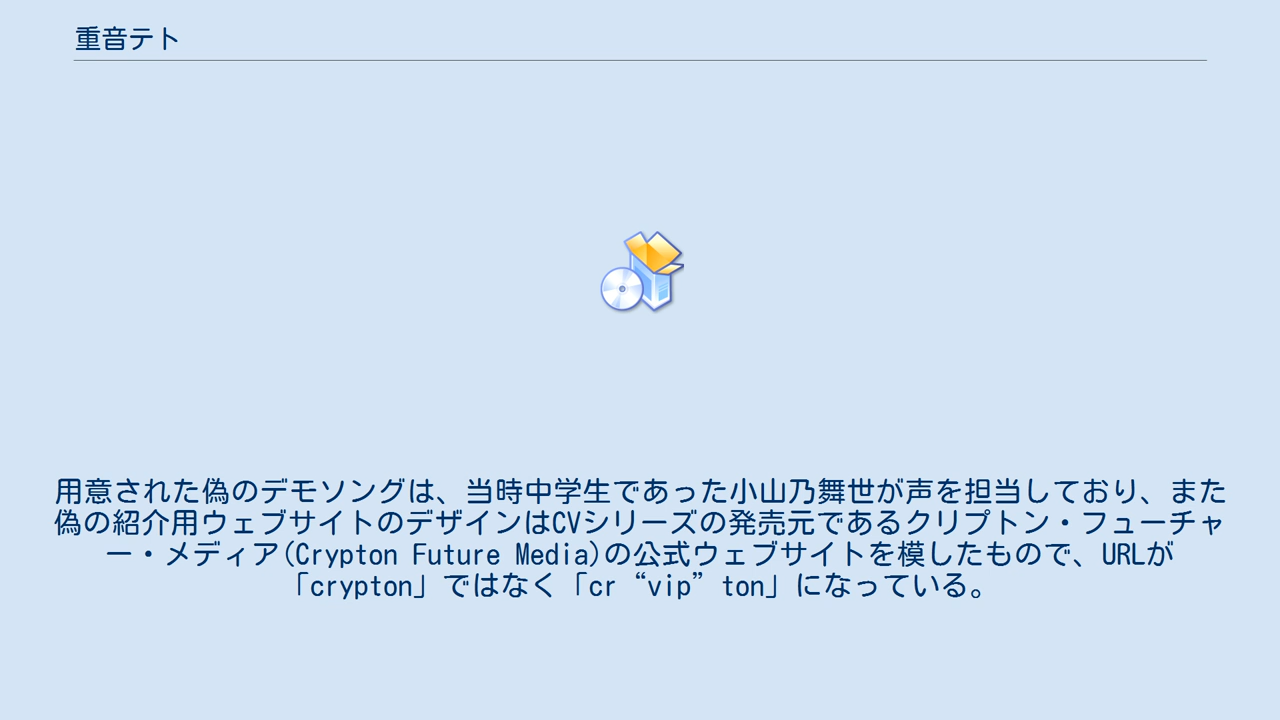 重音テト
用意された偽のデモソングは、当時中学生であった小山乃舞世が声を担当しており、また
偽の紹介用ウェブサイトのデザインはCVシリーズの発売元であるクリプトン・フューチャ
ー・メディア(Crypton Future Media)の公式ウェブサイトを模したもので、URLが
「crypton」ではなく「cr“vip”ton」になっている。